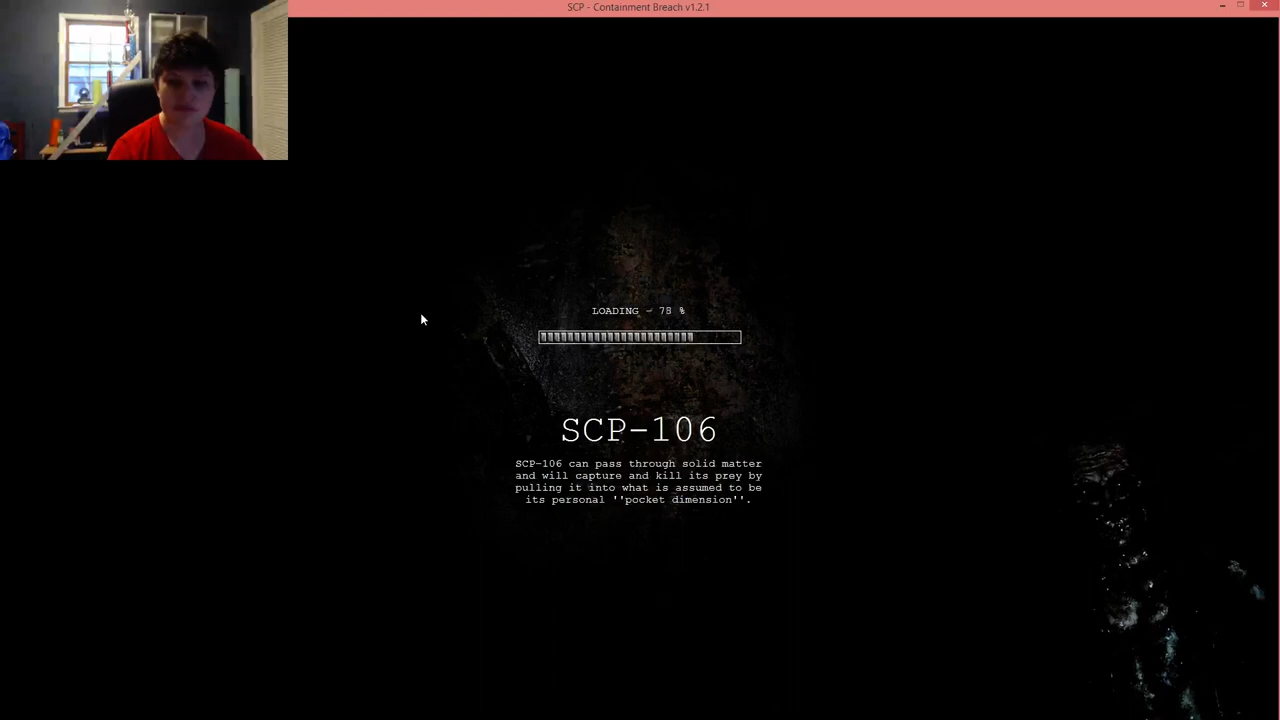 SCP - Containment Breach v1.2.1
LOADING - 78 %
SCP-106
SCP-106 can pass through solid matter
and will capture and kill its prey by
pulling it into what is assumed to be
its personal ''pocket dimension''.